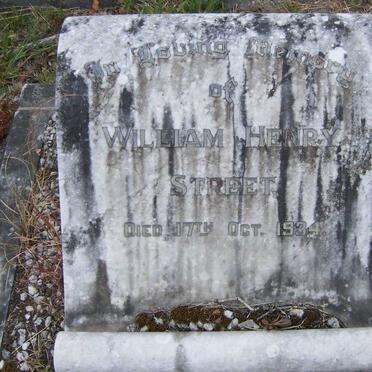 In Loving Memory
of
WILLIAM HENRY
STREET
DIED 17TH OCT. 1934